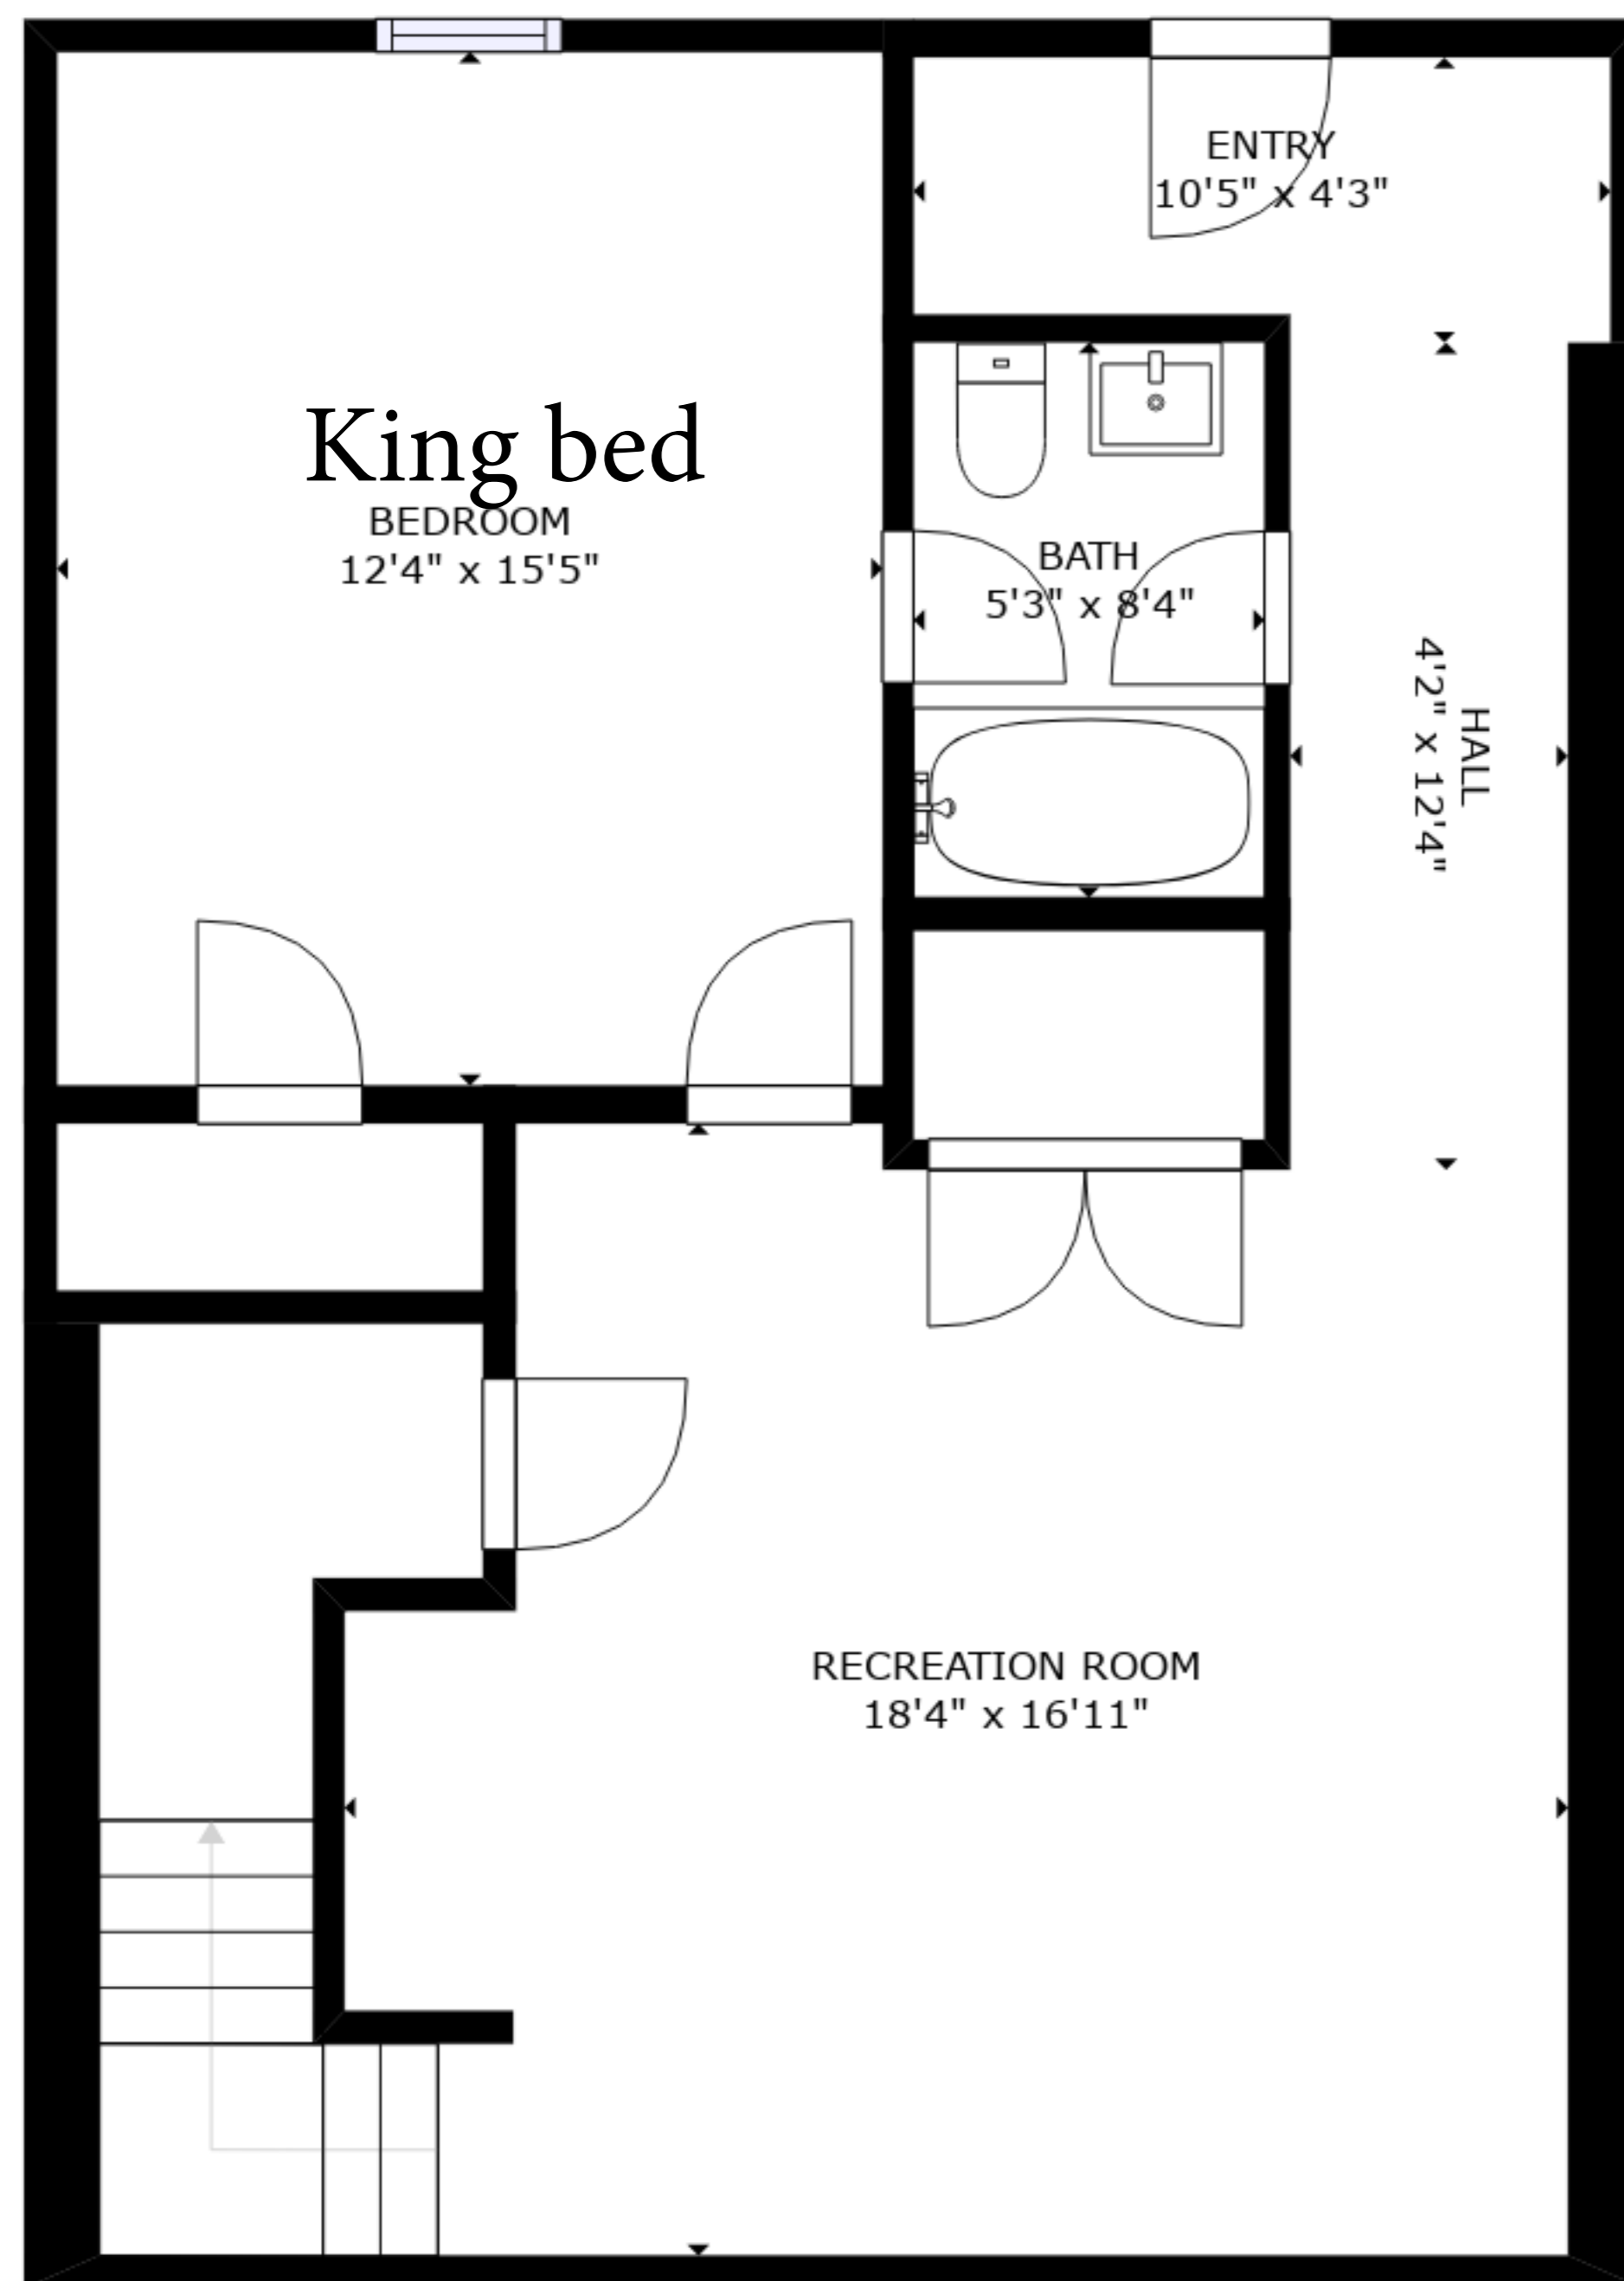 ENTRY
10'5" x 4'3"
King bed
BEDROOM
12'4" x 15'5"
BATH
5'3" x 8'4"
HALL
4'2" x 12'4"
RECREATION ROOM
18'4" x 16'11"